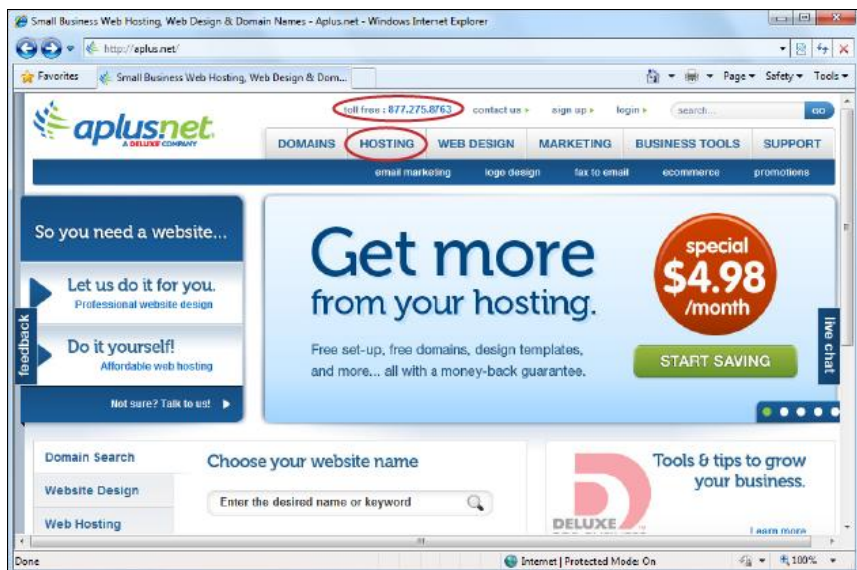 Small Business Web Hosting, Web Design & Domain Names - Aplus.net - Windows Internet Explorer
http://aplus.net/
Favorites Small Business Web Hosting, Web Design & Dom... Page Safety Tools
toll free : 877.275.8763 contact us sign up login search... GO
aplus.net
A DELUXE COMPANY
DOMAINS HOSTING WEB DESIGN MARKETING BUSINESS TOOLS SUPPORT
email marketing logo design fax to email ecommerce promotions
So you need a website...
Let us do it for you.
Professional website design
Do it yourself!
Affordable web hosting
Not sure? Talk to us!
feedback
Get more
from your hosting.
Free set-up, free domains, design templates,
and more... all with a money-back guarantee.
special
$4.98
/month
START SAVING
live chat
Domain Search
Website Design
Web Hosting
Choose your website name
Enter the desired name or keyword
Tools & tips to grow
your business.
DELUXE
Learn more
Done Internet | Protected Mode: On 100%